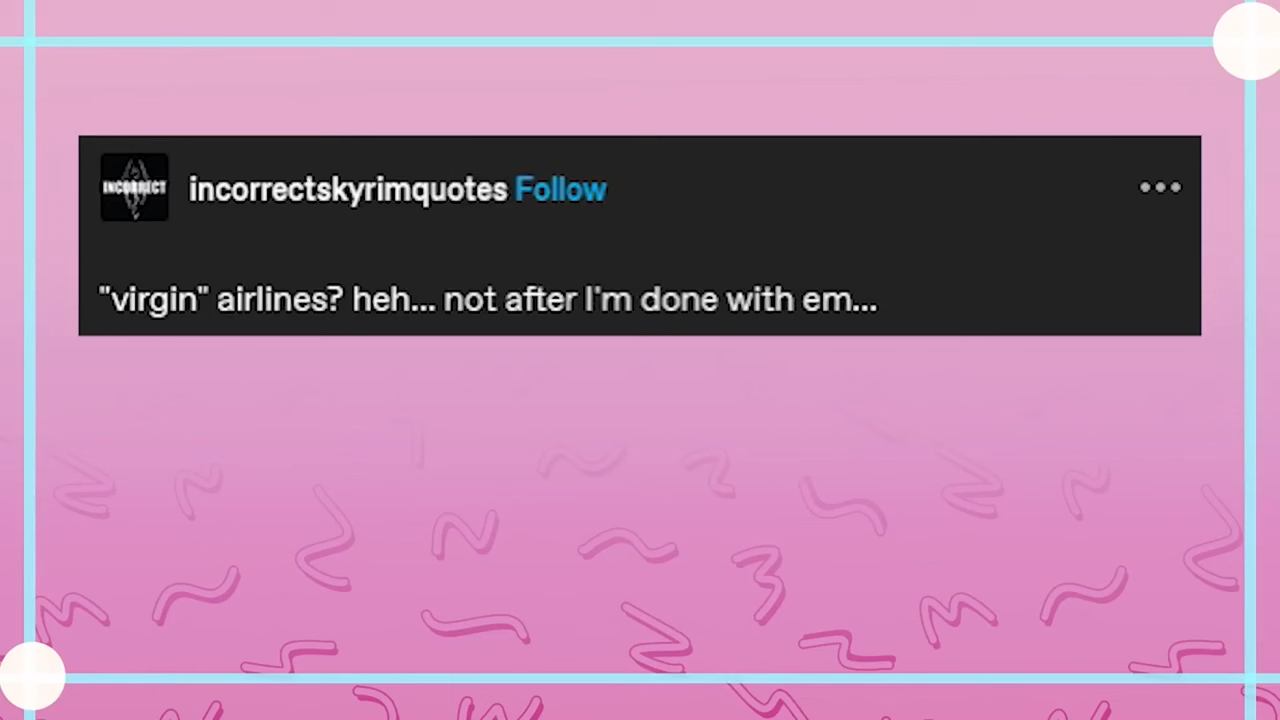 INCORRECT
incorrectskyrimquotes Follow
"virgin" airlines? heh... not after I'm done with em...